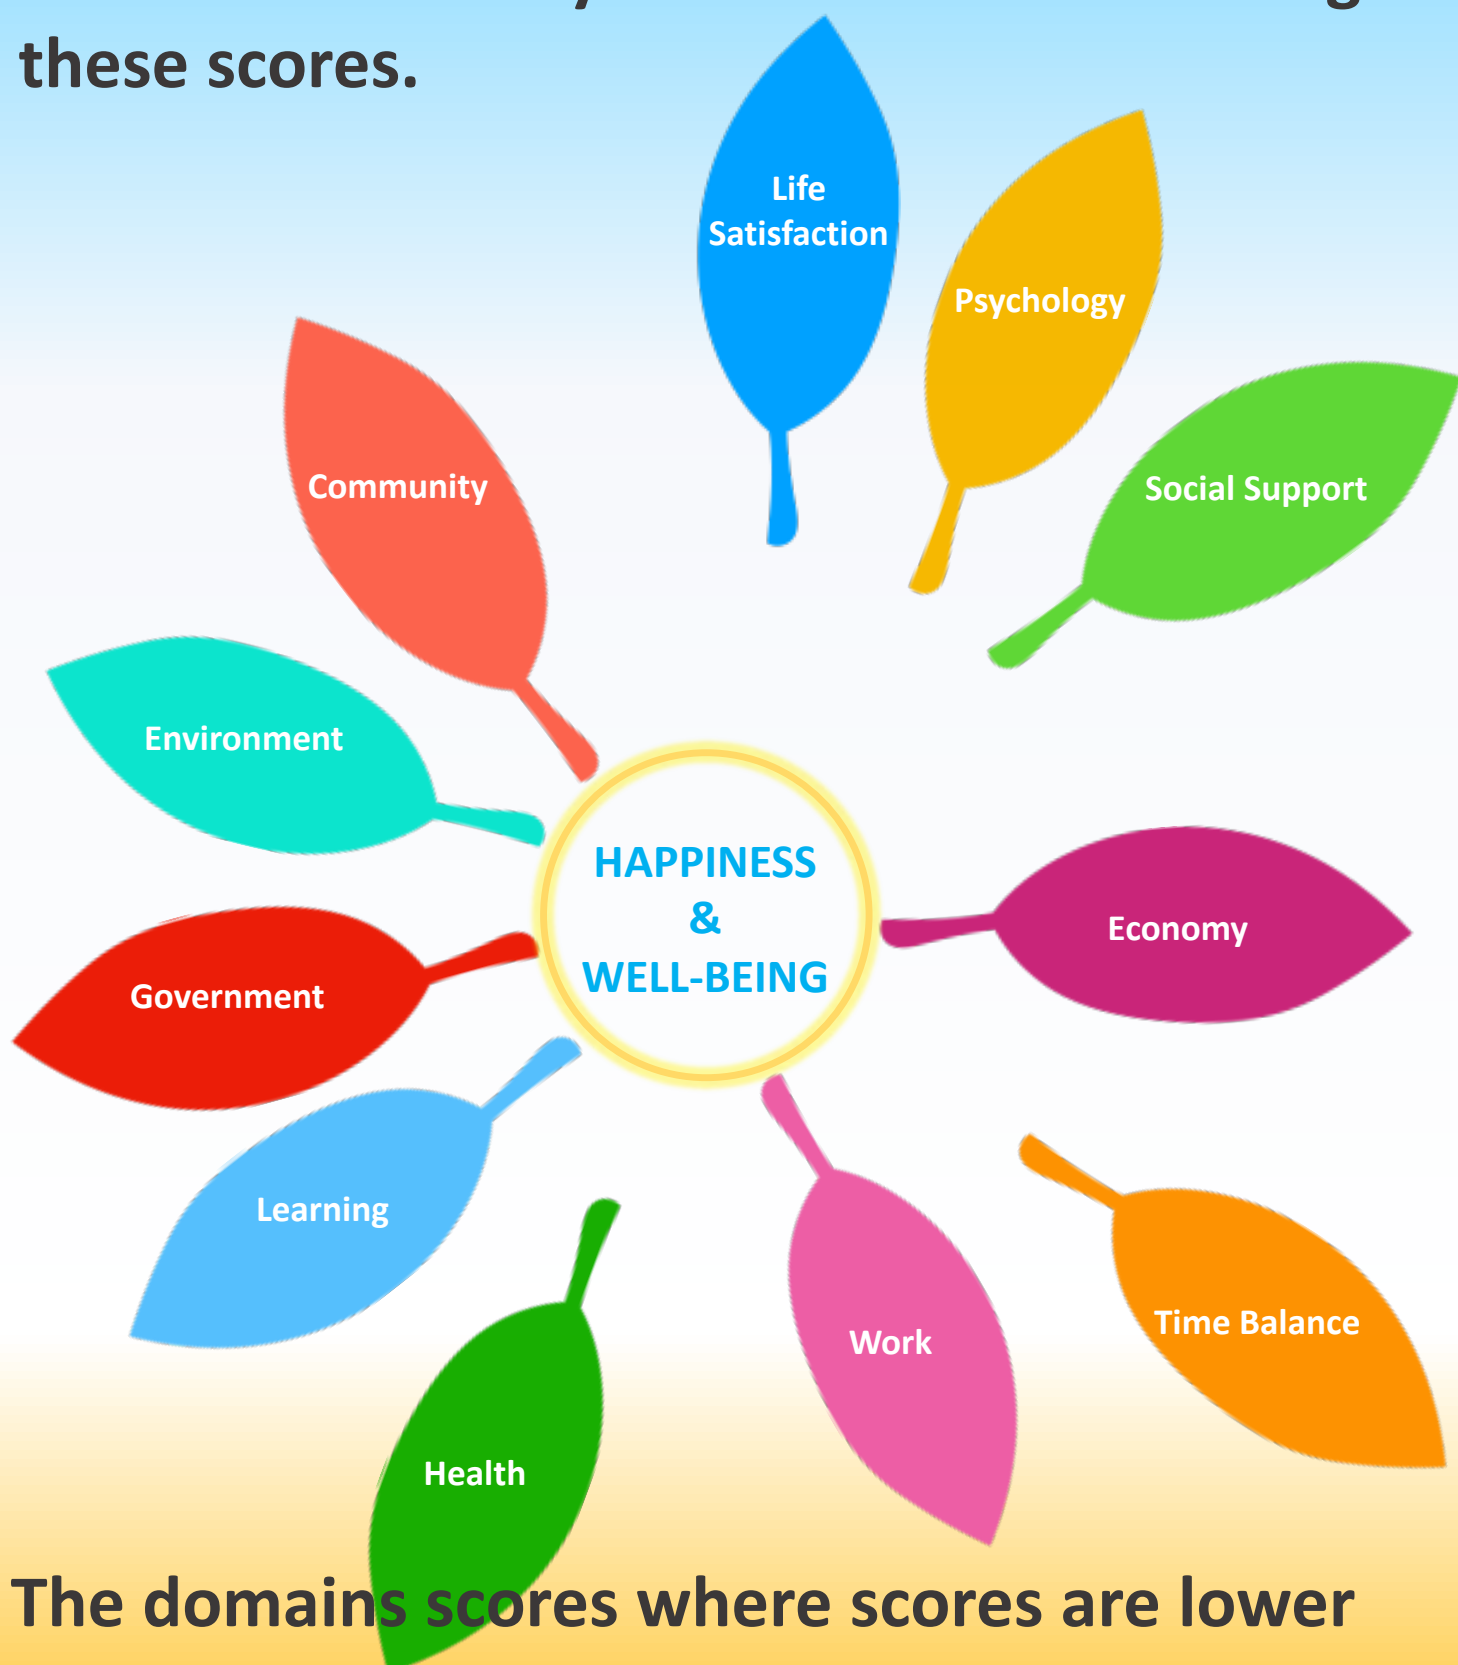 these scores.
Life
Satisfaction
Psychology
Community
Social Support
Environment
HAPPINESS
&
WELL-BEING
Economy
Government
Learning
Time Balance
Work
Health
The domains scores where scores are lower